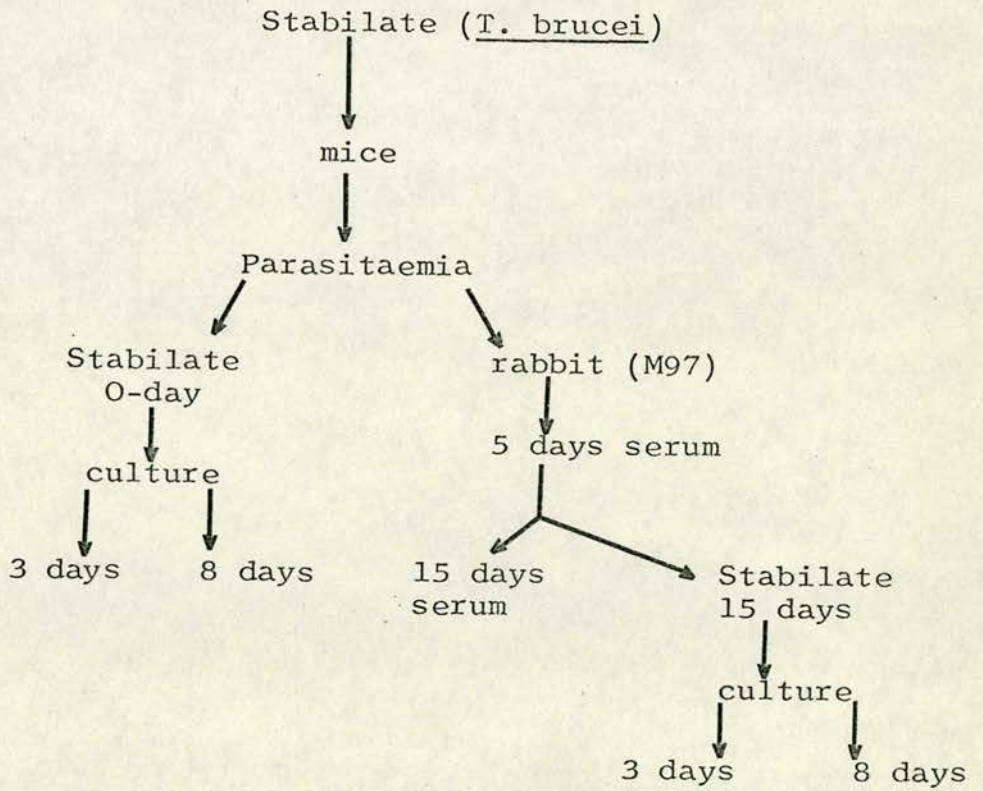 Stabilate (T. brucei)
mice
Parasitaemia
Stabilate
O-day
culture
3 days
8 days
rabbit (M97)
5 days serum
15 days
serum
Stabilate
15 days
culture
3 days
8 days